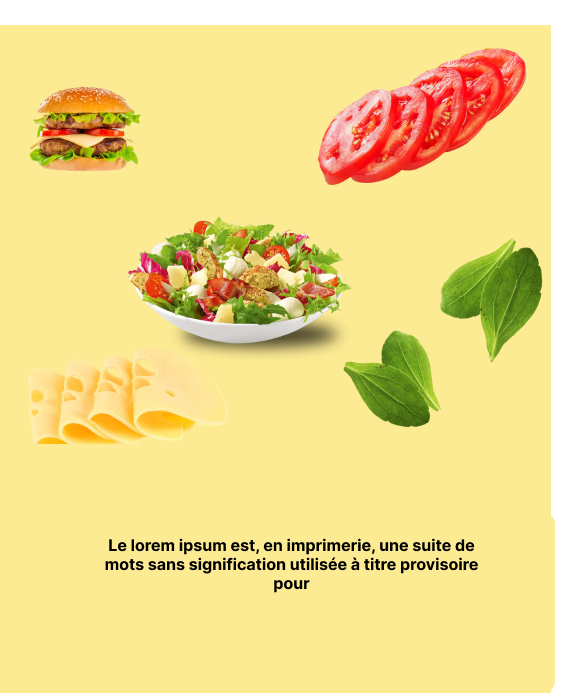 Le lorem ipsum est, en imprimerie, une suite de
mots sans signification utilisée à titre provisoire
pour